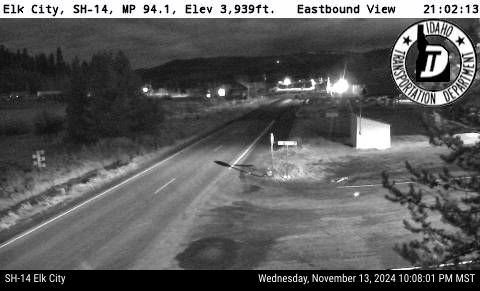 Elk City, SH-14, MP 94.1, Elev 3,939ft. Eastbound View 21:02:13
IDAHO
TRANSPORTATION DEPARTMENT
SH-14 Elk City Wednesday, November 13, 2024 10:08:01 PM MST